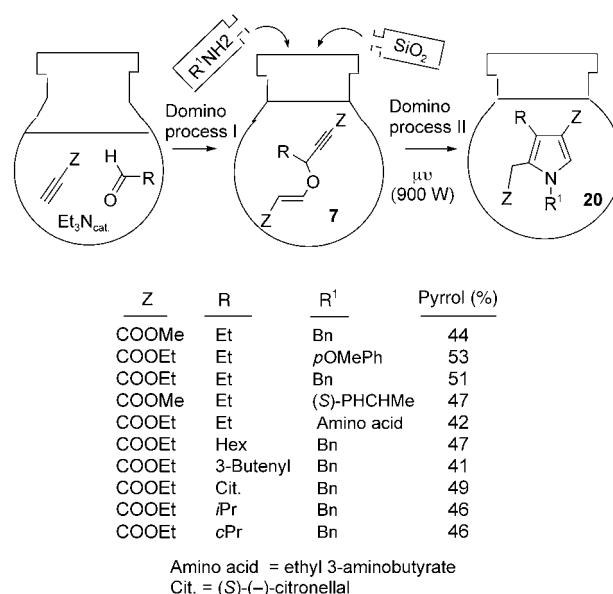 R¹NH2
SiO₂
Domino process I
Domino process II
Z
H
R
O
Et₃Ncat.
Z
R
O
Z
7
μυ
(900 W)
R
Z
Z
N
R¹
20
Z R R¹ Pyrrol (%)
COOMe Et Bn 44
COOEt Et pOMePh 53
COOEt Et Bn 51
COOMe Et (S)-PHCHMe 47
COOEt Et Amino acid 42
COOEt Hex Bn 47
COOEt 3-Butenyl Bn 41
COOEt Cit. Bn 49
COOEt iPr Bn 46
COOEt cPr Bn 46
Amino acid = ethyl 3-aminobutyrate
Cit. = (S)-(–)-citronellal